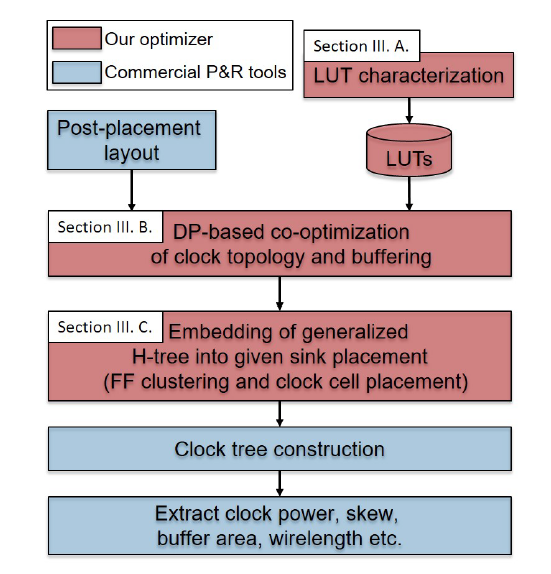 Our optimizer
Commercial P&R tools
Section III. A.
LUT characterization
Post-placement
layout
LUTs
Section III. B.
DP-based co-optimization
of clock topology and buffering
Section III. C.
Embedding of generalized
H-tree into given sink placement
(FF clustering and clock cell placement)
Clock tree construction
Extract clock power, skew,
buffer area, wirelength etc.